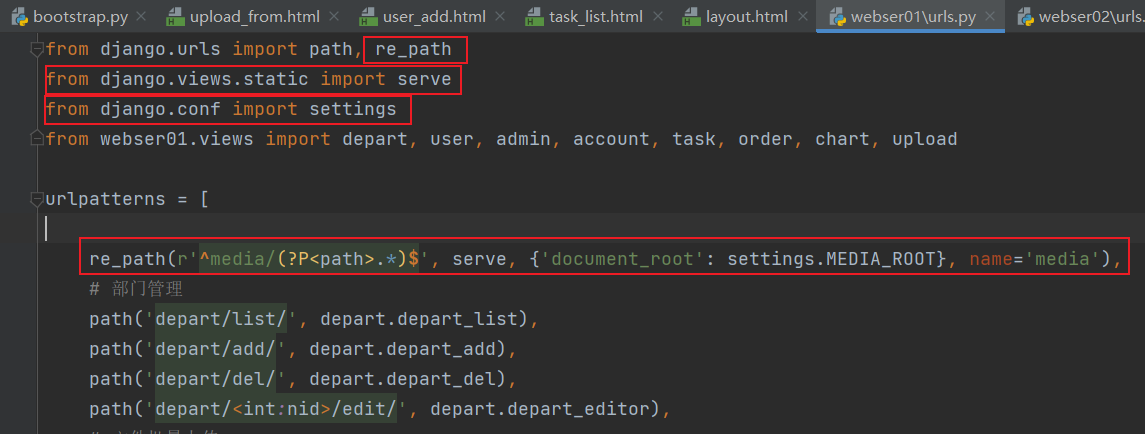 bootstrap.py upload_from.html user_add.html task_list.html layout.html webser01\urls.py webser02\urls.
from django.urls import path, re_path
from django.views.static import serve
from django.conf import settings
from webser01.views import depart, user, admin, account, task, order, chart, upload
urlpatterns = [
re_path(r'^media/(?P<path>.*)$', serve, {'document_root': settings.MEDIA_ROOT}, name='media'),
# 部门管理
path('depart/list/', depart.depart_list),
path('depart/add/', depart.depart_add),
path('depart/del/', depart.depart_del),
path('depart/<int:nid>/edit/', depart.depart_editor),